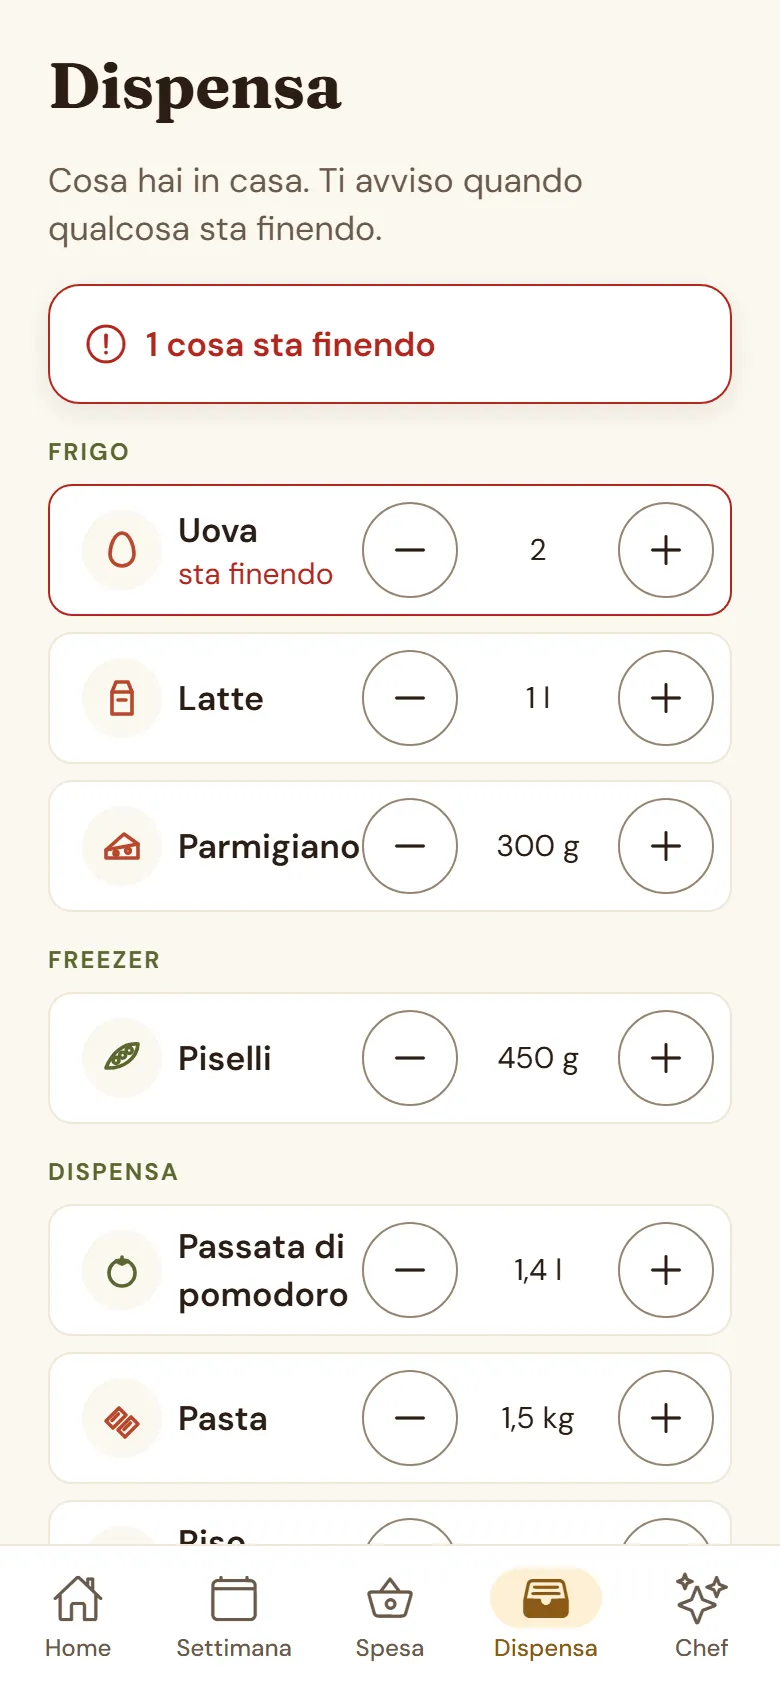 Dispensa
Cosa hai in casa. Ti avviso quando
qualcosa sta finendo.
1 cosa sta finendo
FRIGO
Uova
sta finendo
2
Latte
1 l
Parmigiano
300 g
FREEZER
Piselli
450 g
DISPENSA
Passata di
pomodoro
1,4 l
Pasta
1,5 kg
Riso
Home
Settimana
Spesa
Dispensa
Chef